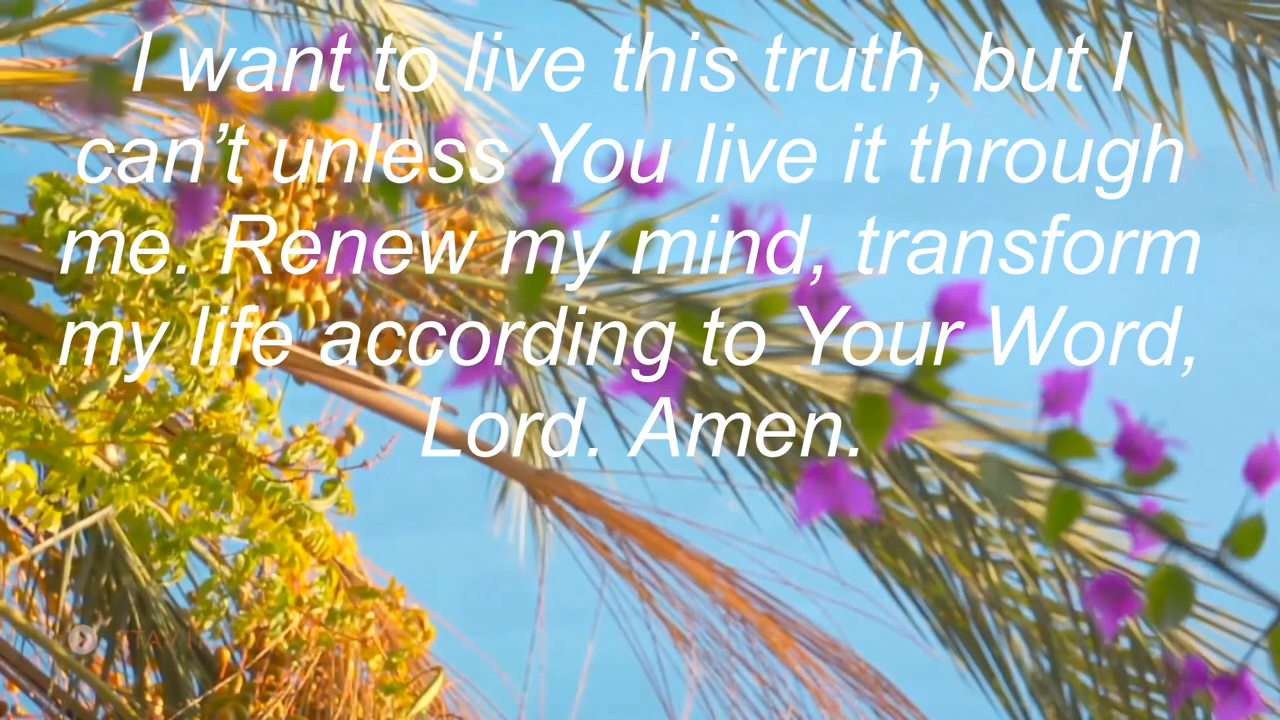 I want to live this truth, but I
can’t unless You live it through
me. Renew my mind, transform
my life according to Your Word,
Lord. Amen.